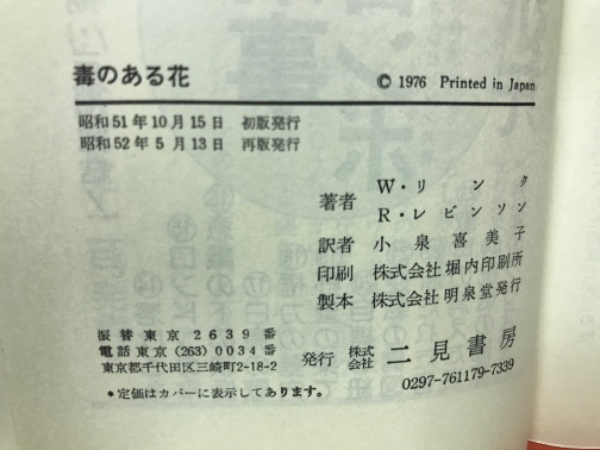 毒のある花
© 1976 Printed in Japan
昭和51年10月15日 初版発行
昭和52年5月13日 再版発行
著者 W・リンク
R・レビンソン
訳者 小泉喜美子
印刷 株式会社堀内印刷所
製本 株式会社明泉堂発行
振替東京2639番
電話東京(263)0034番
東京都千代田区三崎町2-18-2
発行 株式会社 二見書房
0297-761179-7339
*定価はカバーに表示してあります。